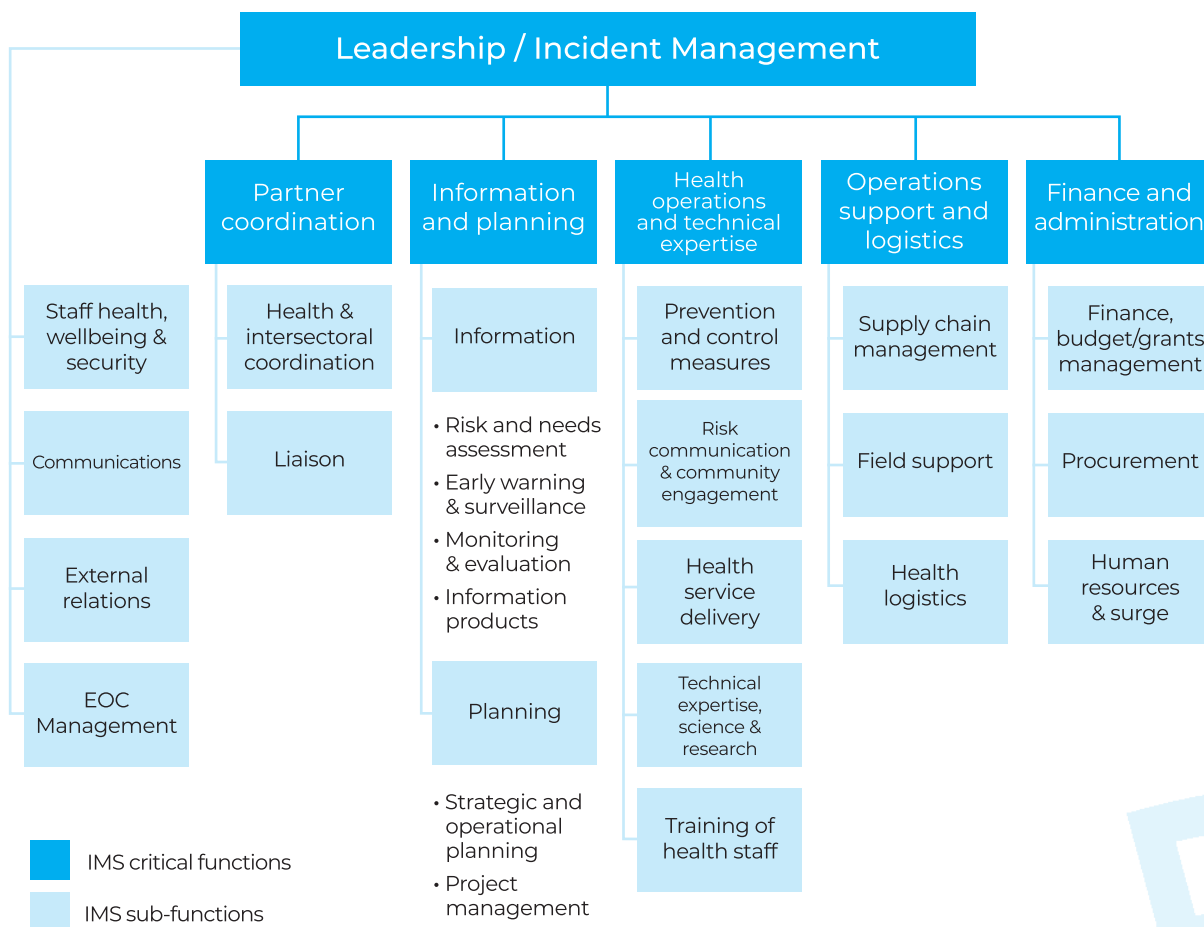 Leadership / Incident Management
Partner
coordination
Information
and planning
Health
operations
and technical
expertise
Operations
support and
logistics
Finance and
administration
Staff health,
wellbeing &
security
Communications
External
relations
EOC
Management
Health &
intersectoral
coordination
Liaison
Information
• Risk and needs
assessment
• Early warning
& surveillance
• Monitoring
& evaluation
• Information
products
Planning
• Strategic and
operational
planning
• Project
management
Prevention
and control
measures
Risk
communication
& community
engagement
Health
service
delivery
Technical
expertise,
science &
research
Training of
health staff
Supply chain
management
Field support
Health
logistics
Finance,
budget/grants
management
Procurement
Human
resources
& surge
IMS critical functions
IMS sub-functions